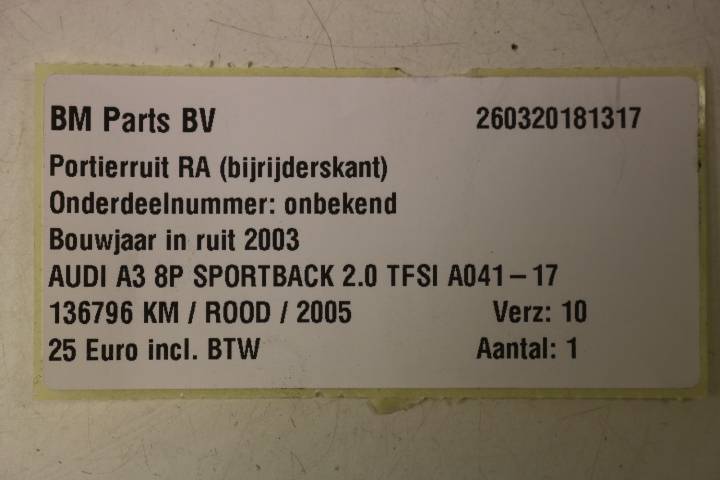 BM Parts BV 260320181317
Portierruit RA (bijrijderskant)
Onderdeelnummer: onbekend
Bouwjaar in ruit 2003
AUDI A3 8P SPORTBACK 2.0 TFSI A041-17
136796 KM / ROOD / 2005 Verz: 10
25 Euro incl. BTW Aantal: 1